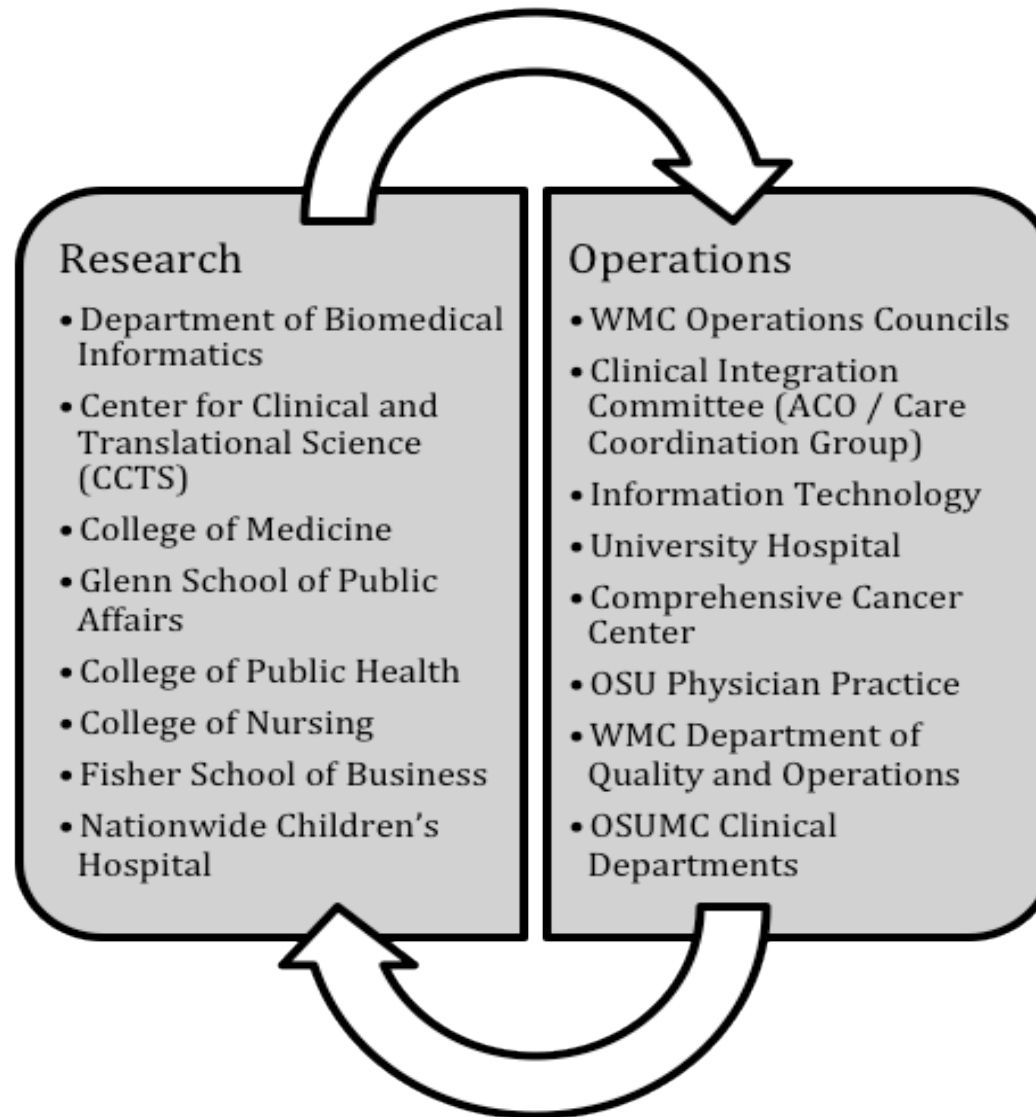 Research
• Department of Biomedical
Informatics
• Center for Clinical and
Translational Science
(CCTS)
• College of Medicine
• Glenn School of Public
Affairs
• College of Public Health
• College of Nursing
• Fisher School of Business
• Nationwide Children’s
Hospital
Operations
• WMC Operations Councils
• Clinical Integration
Committee (ACO / Care
Coordination Group)
• Information Technology
• University Hospital
• Comprehensive Cancer
Center
• OSU Physician Practice
• WMC Department of
Quality and Operations
• OSUMC Clinical
Departments